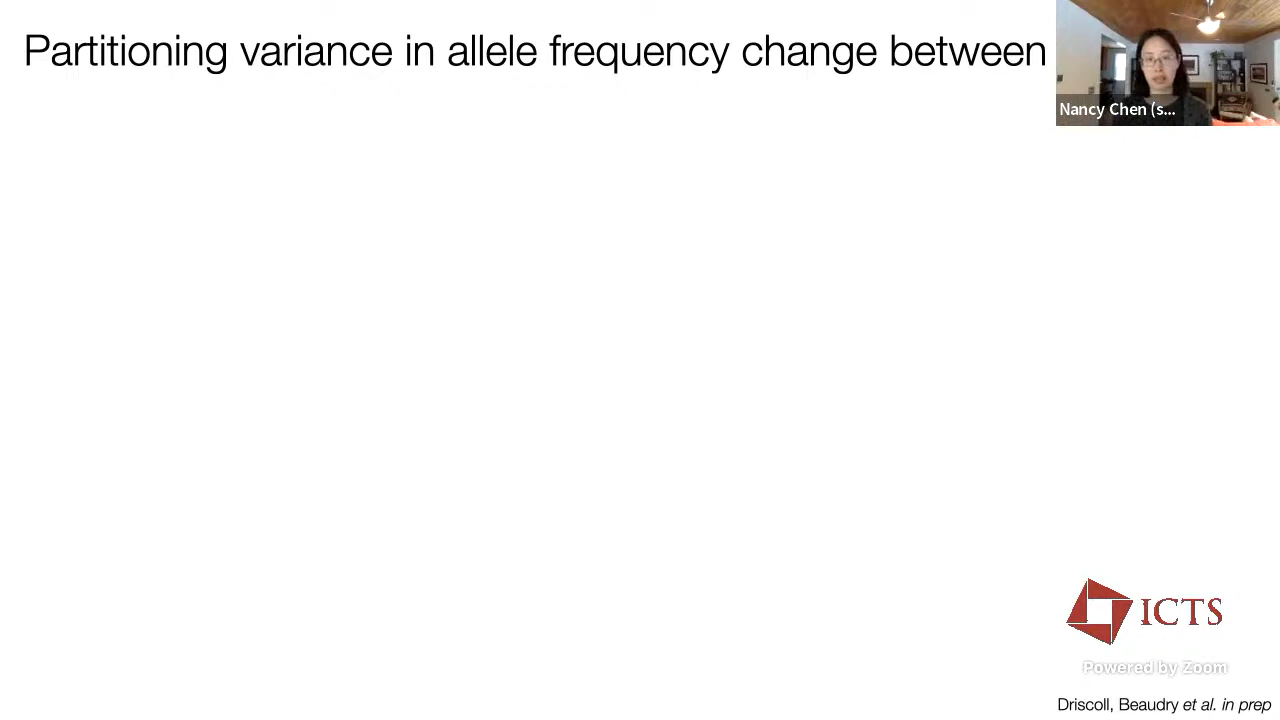 Partitioning variance in allele frequency change between
Nancy Chen (s...
ICTS
Powered by Zoom
Driscoll, Beaudry et al. in prep